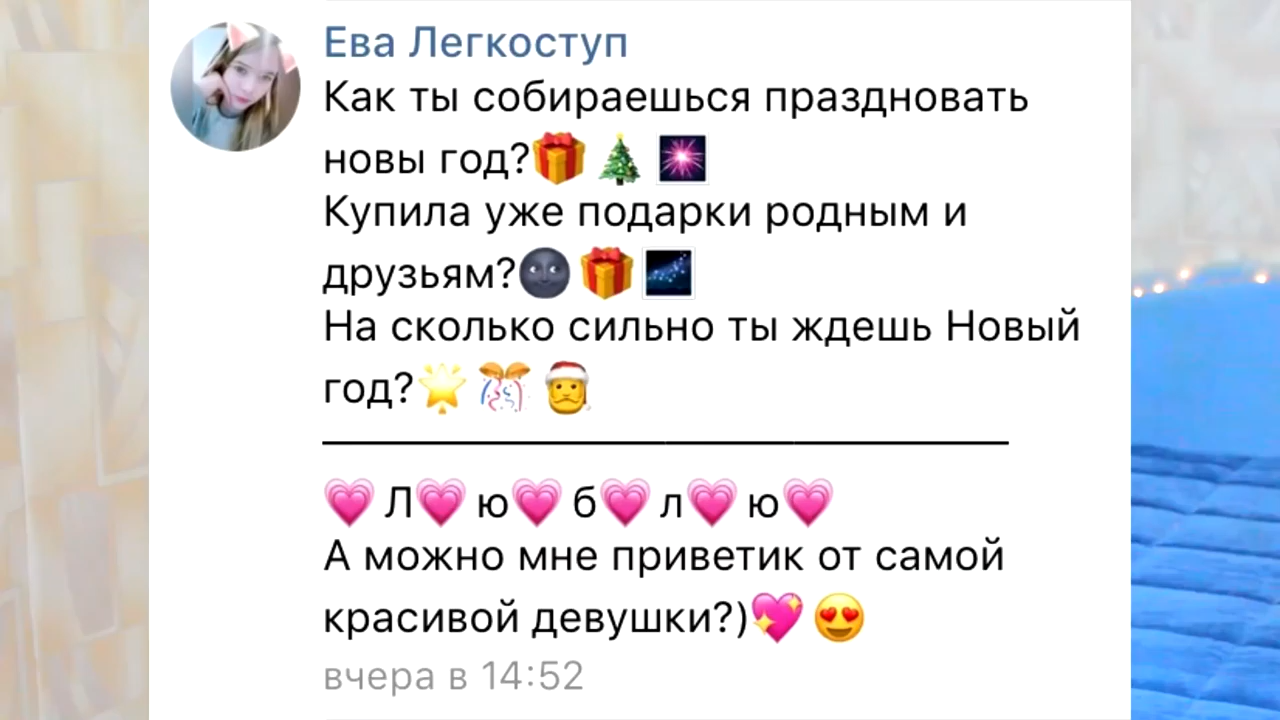 Ева Легкоступ
Как ты собираешься праздновать
новы год?🎁🎄🎆
Купила уже подарки родным и
друзьям?🌚🎁🌌
На сколько сильно ты ждешь Новый
год?🌟🎊🎅
💗Л💗ю💗б💗л💗ю💗
А можно мне приветик от самой
красивой девушки?)💖😍
вчера в 14:52